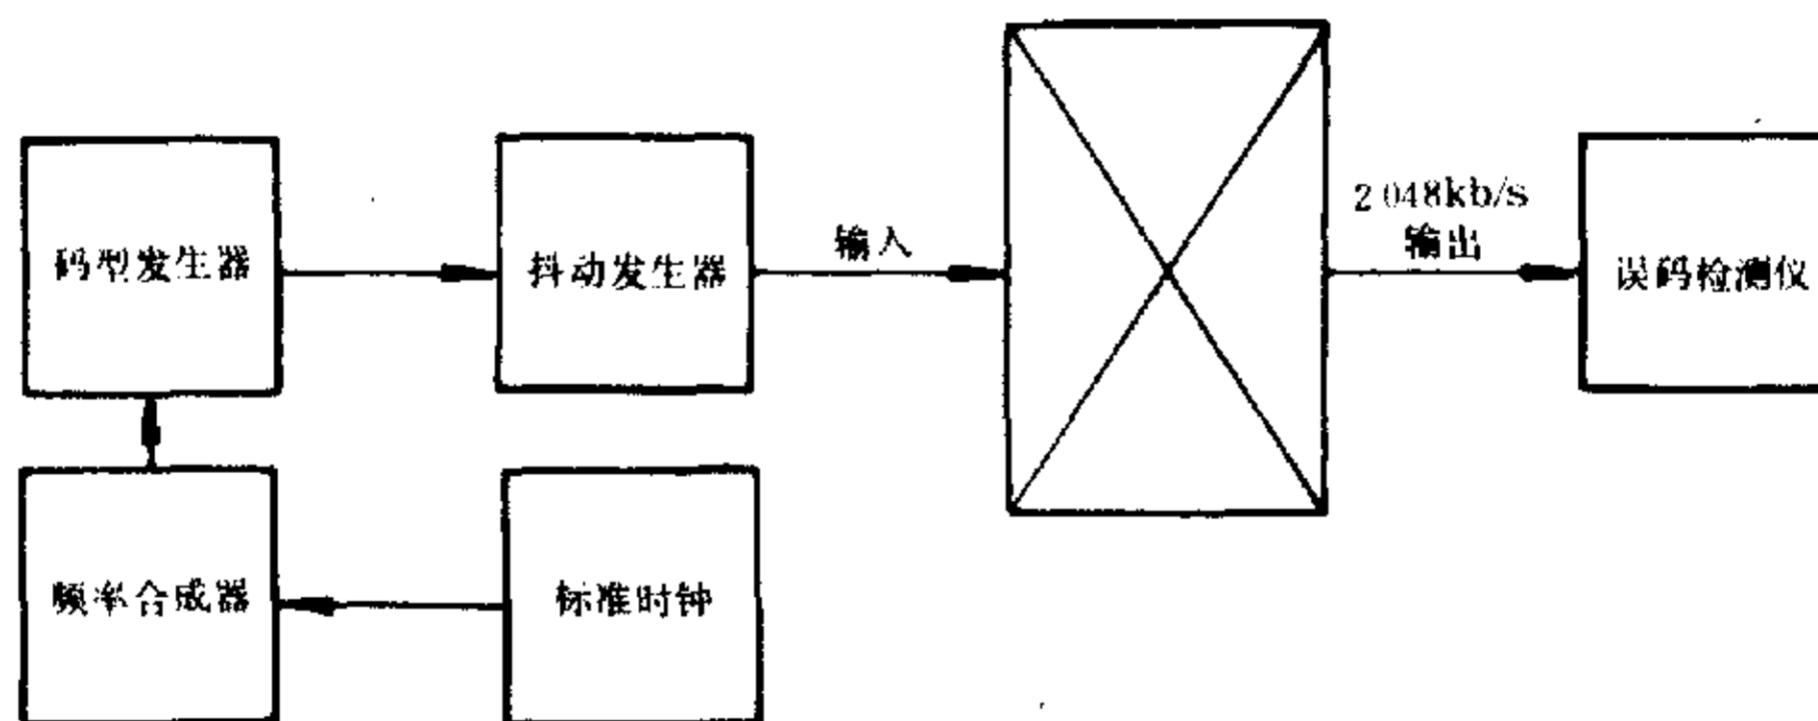 码型发生器
抖动发生器
输入
2 048kb/s
输出
误码检测仪
频率合成器
标准时钟